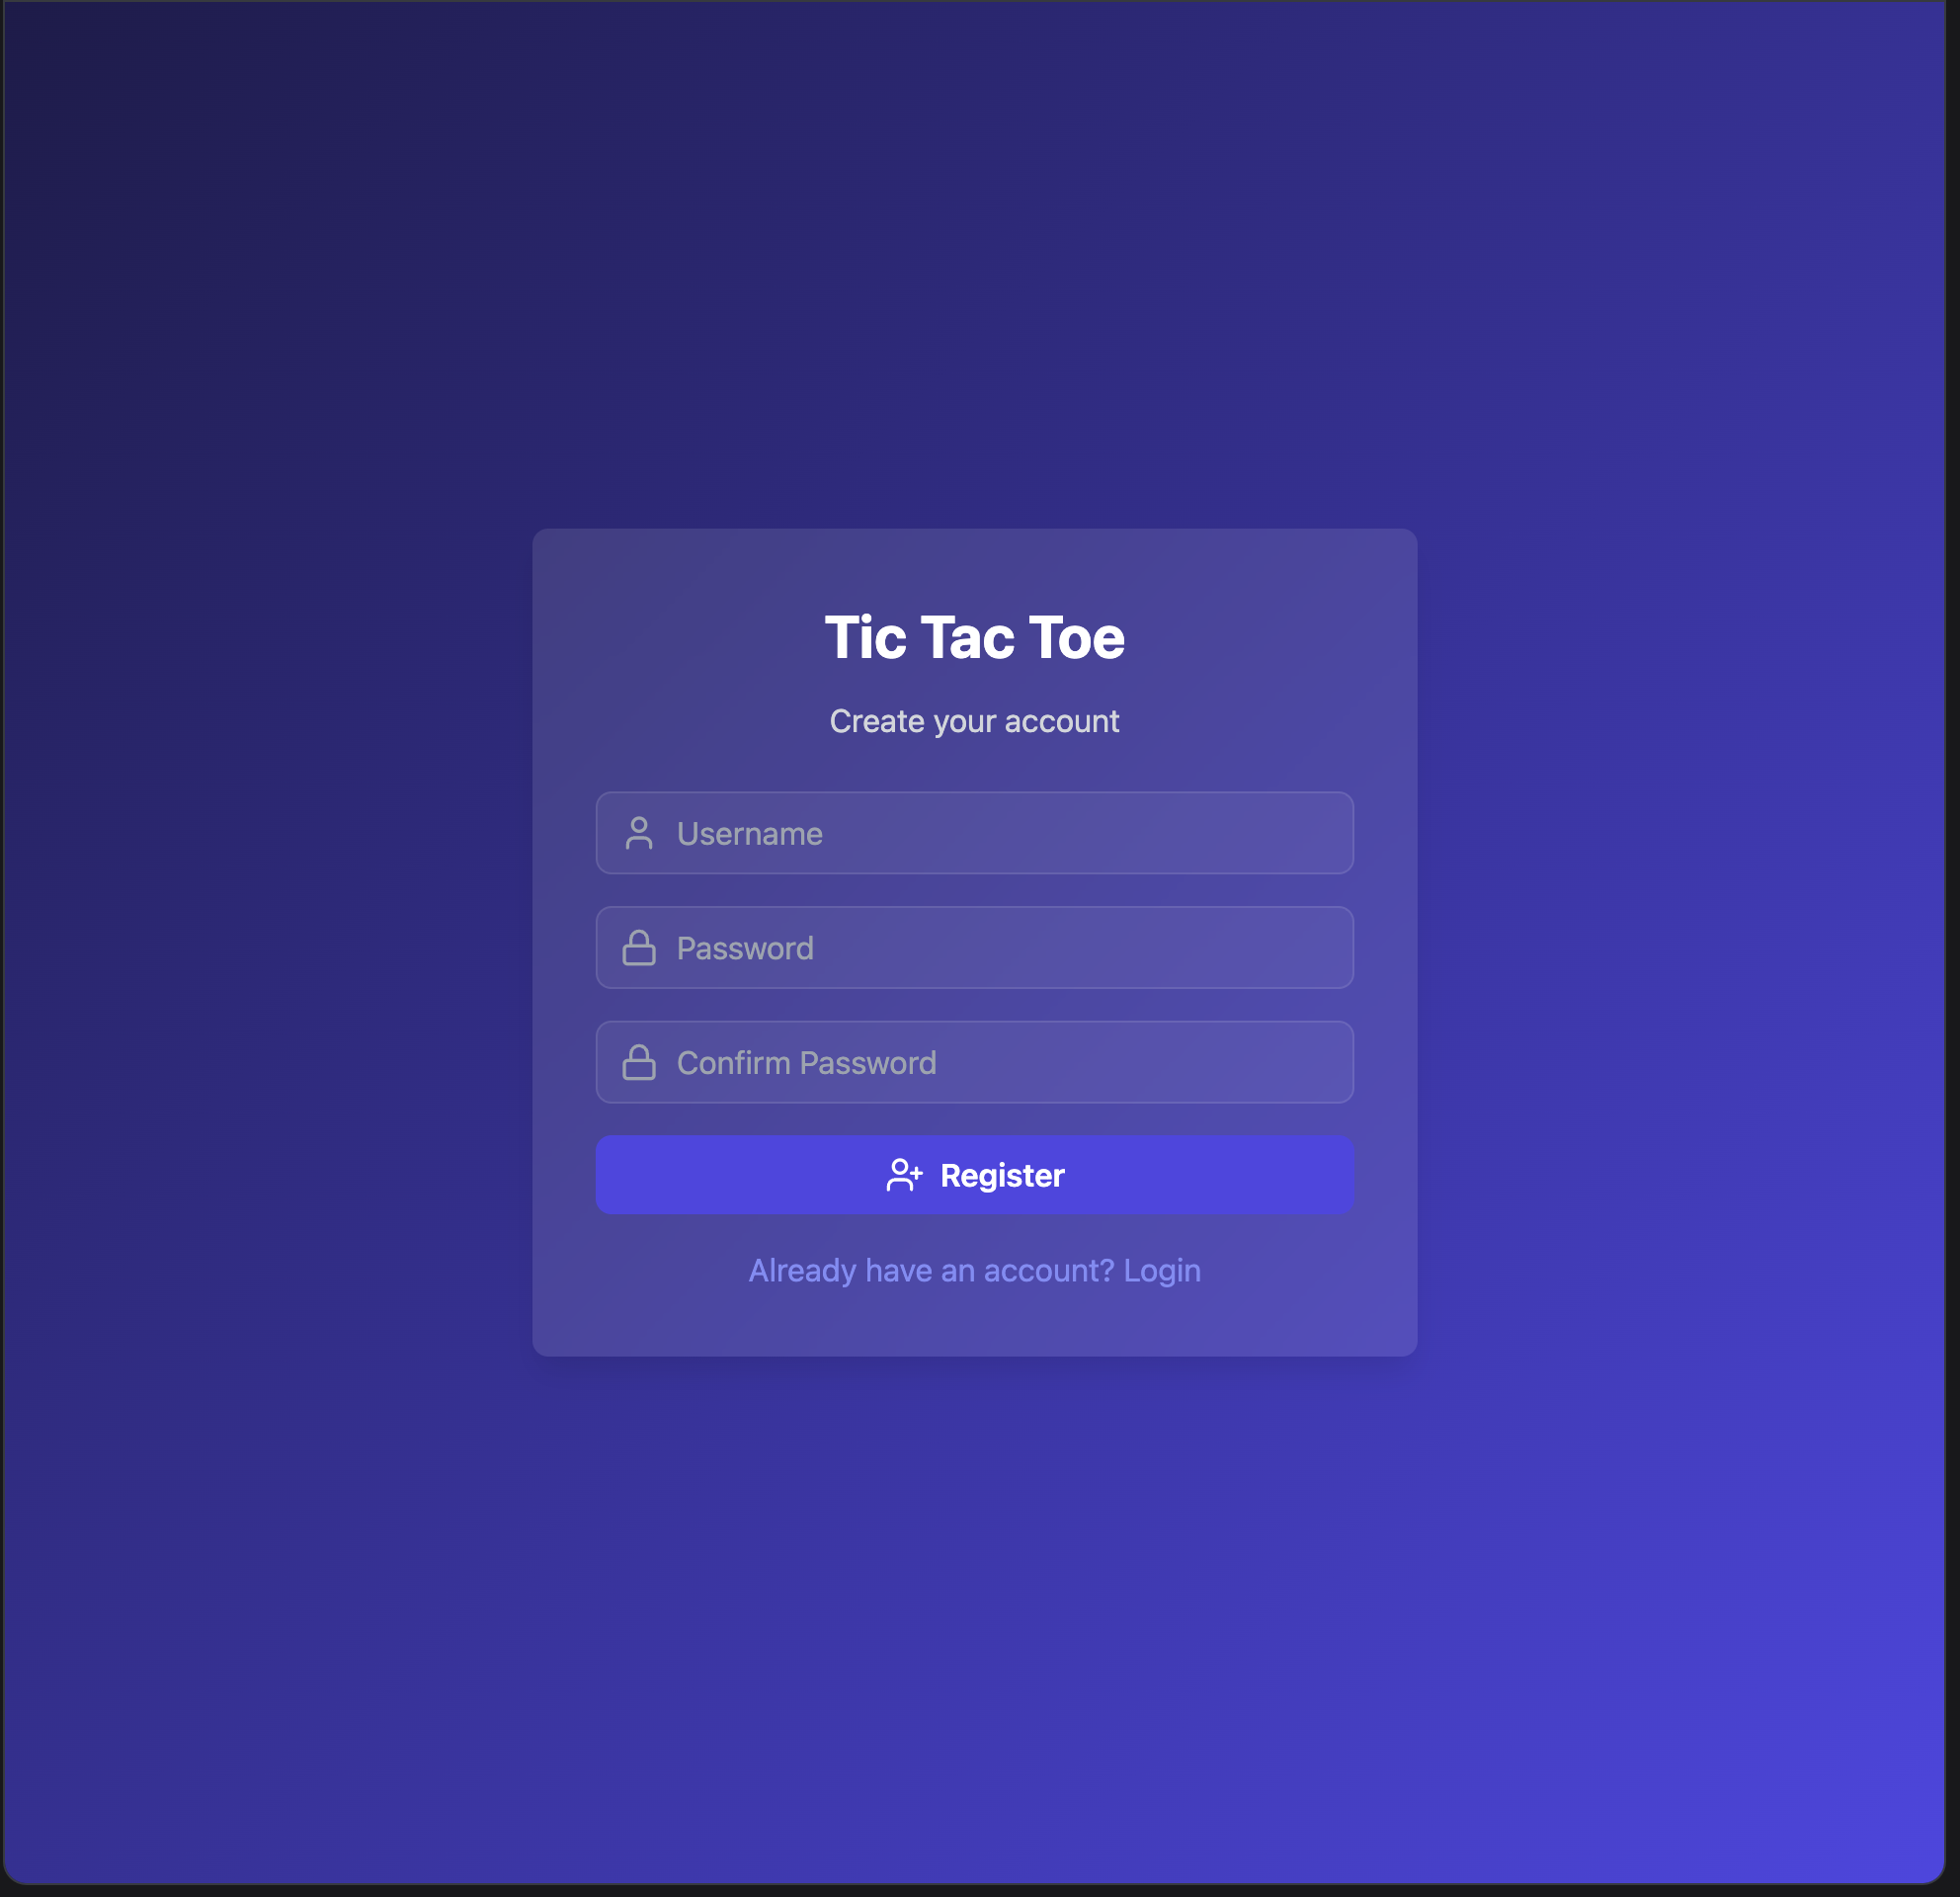 Tic Tac Toe
Create your account
Username
Password
Confirm Password
Register
Already have an account? Login